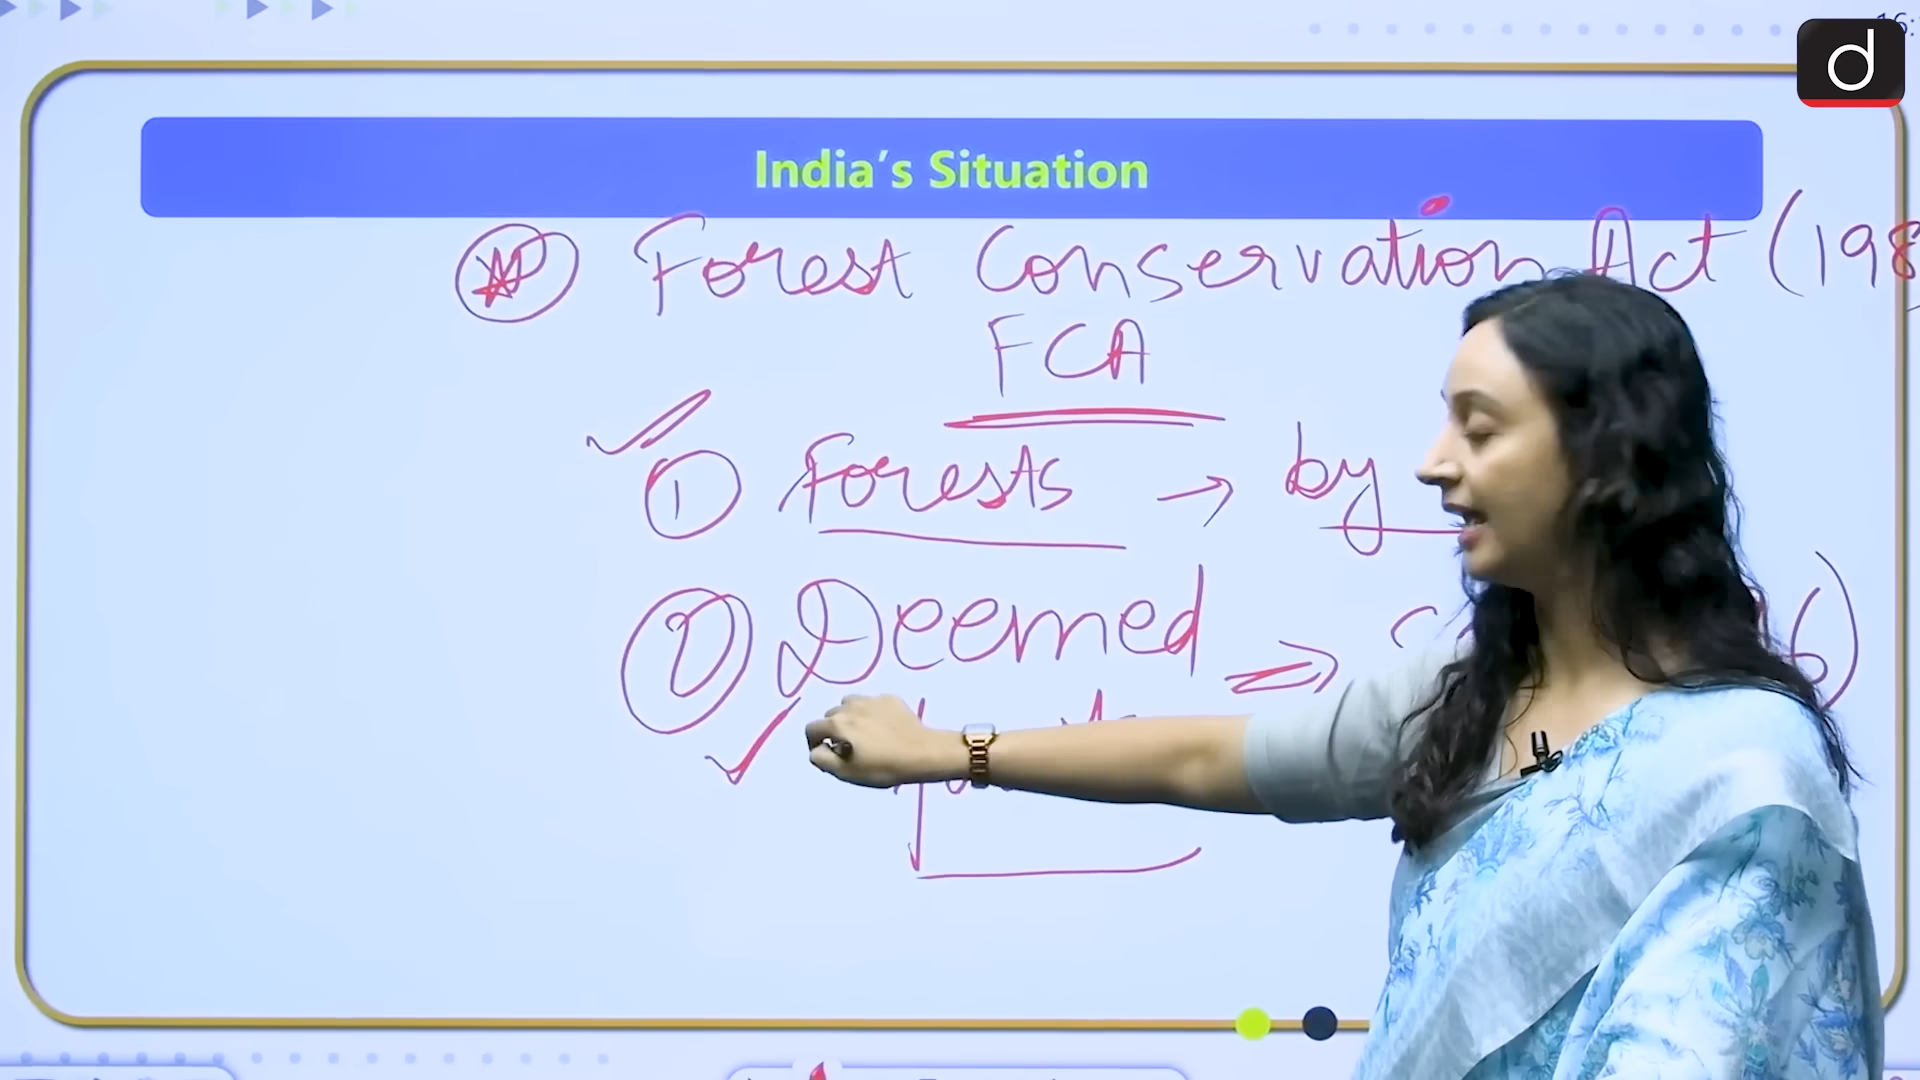 d
India's Situation
Forest Conservation Act (198
FCA
① Forests → by
② Deemed ⇒